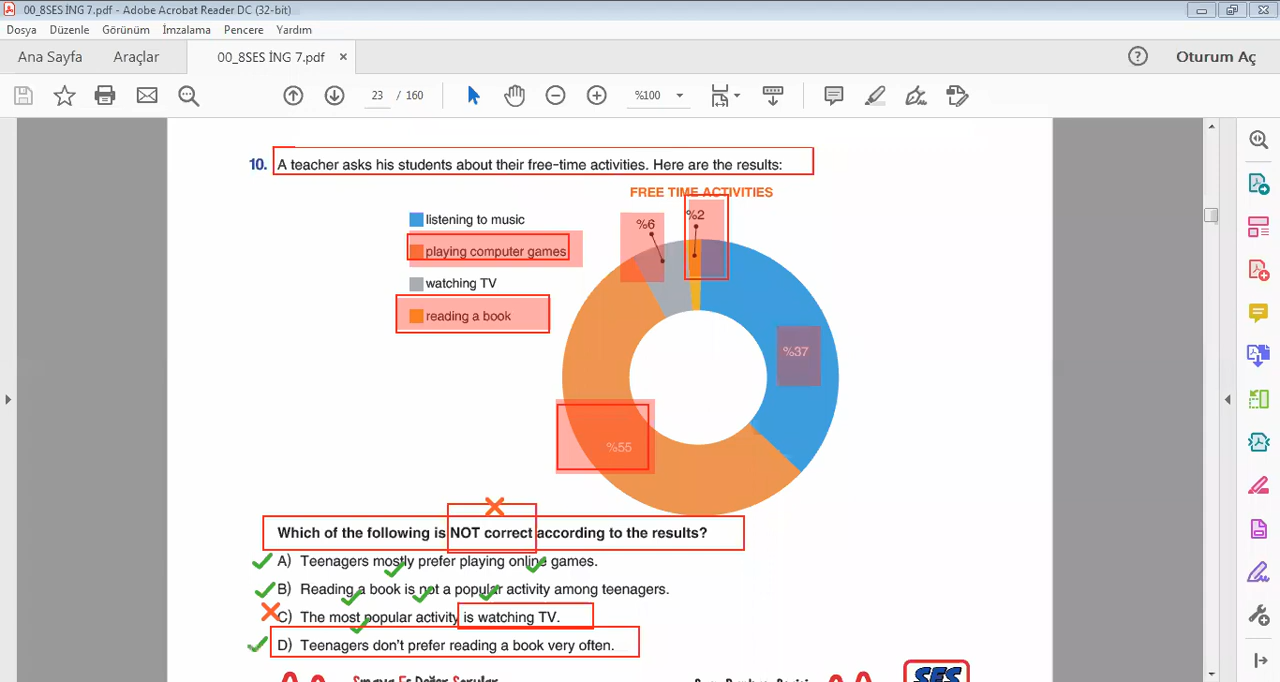 00_8SES İNG 7.pdf - Adobe Acrobat Reader DC (32-bit)
Dosya Düzenle Görünüm İmzalama Pencere Yardım
Ana Sayfa Araçlar 00_8SES İNG 7.pdf × Oturum Aç
23 / 160 %100
10. A teacher asks his students about their free-time activities. Here are the results:
FREE TIME ACTIVITIES
listening to music
playing computer games
watching TV
reading a book
%6
%2
%37
%55
Which of the following is NOT correct according to the results?
A) Teenagers mostly prefer playing online games.
B) Reading a book is not a popular activity among teenagers.
C) The most popular activity is watching TV.
D) Teenagers don't prefer reading a book very often.
SES